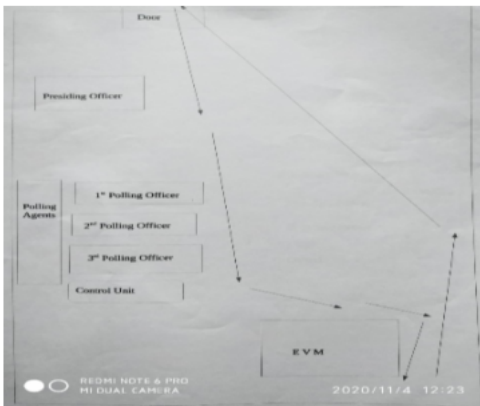 Door
Presiding Officer
Polling
Agents
1st Polling Officer
2nd Polling Officer
3rd Polling Officer
Control Unit
E V M
REDMI NOTE 6 PRO
MI DUAL CAMERA
2020/11/4 12:23